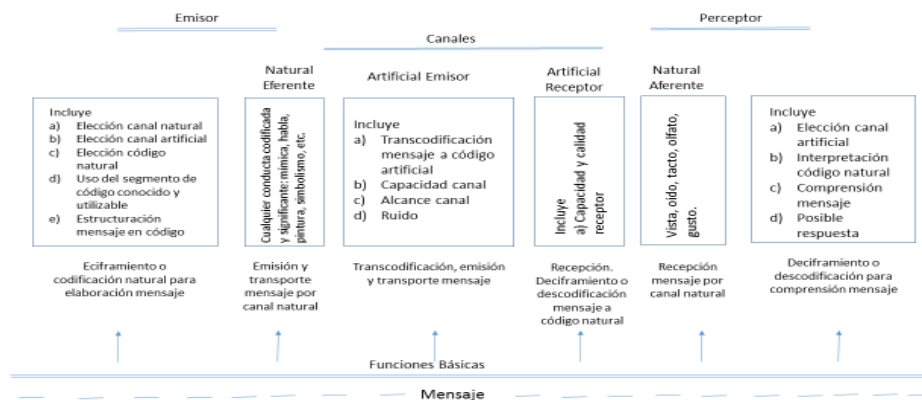 Emisor
Perceptor
Canales
Natural
Eferente
Artificial Emisor
Artificial
Receptor
Natural
Aferente
Incluye
a) Elección canal natural
b) Elección canal artificial
c) Elección código
natural
d) Uso del segmento de
código conocido y
utilizable
e) Estructuración
mensaje en código
Cualquier conducta codificada
y significante: mímica, habla,
pintura, simbolismo, etc.
Incluye
a) Transcodificación
mensaje a código
artificial
b) Capacidad canal
c) Alcance canal
d) Ruido
Incluye
a) Capacidad y calidad
receptor
Vista, oido, tacto, olfato,
gusto.
Incluye
a) Elección canal
artificial
b) Interpretación
código natural
c) Comprensión
mensaje
d) Posible
respuesta
Eciframiento o
codificación natural para
elaboración mensaje
Emisión y
transporte
mensaje por
canal natural
Transcodificación, emisión
y transporte mensaje
Recepción.
Deciframiento o
descodificación
mensaje a
código natural
Recepción
mensaje por
canal natural
Deciframiento o
descodificación para
comprensión mensaje
Funciones Básicas
Mensaje